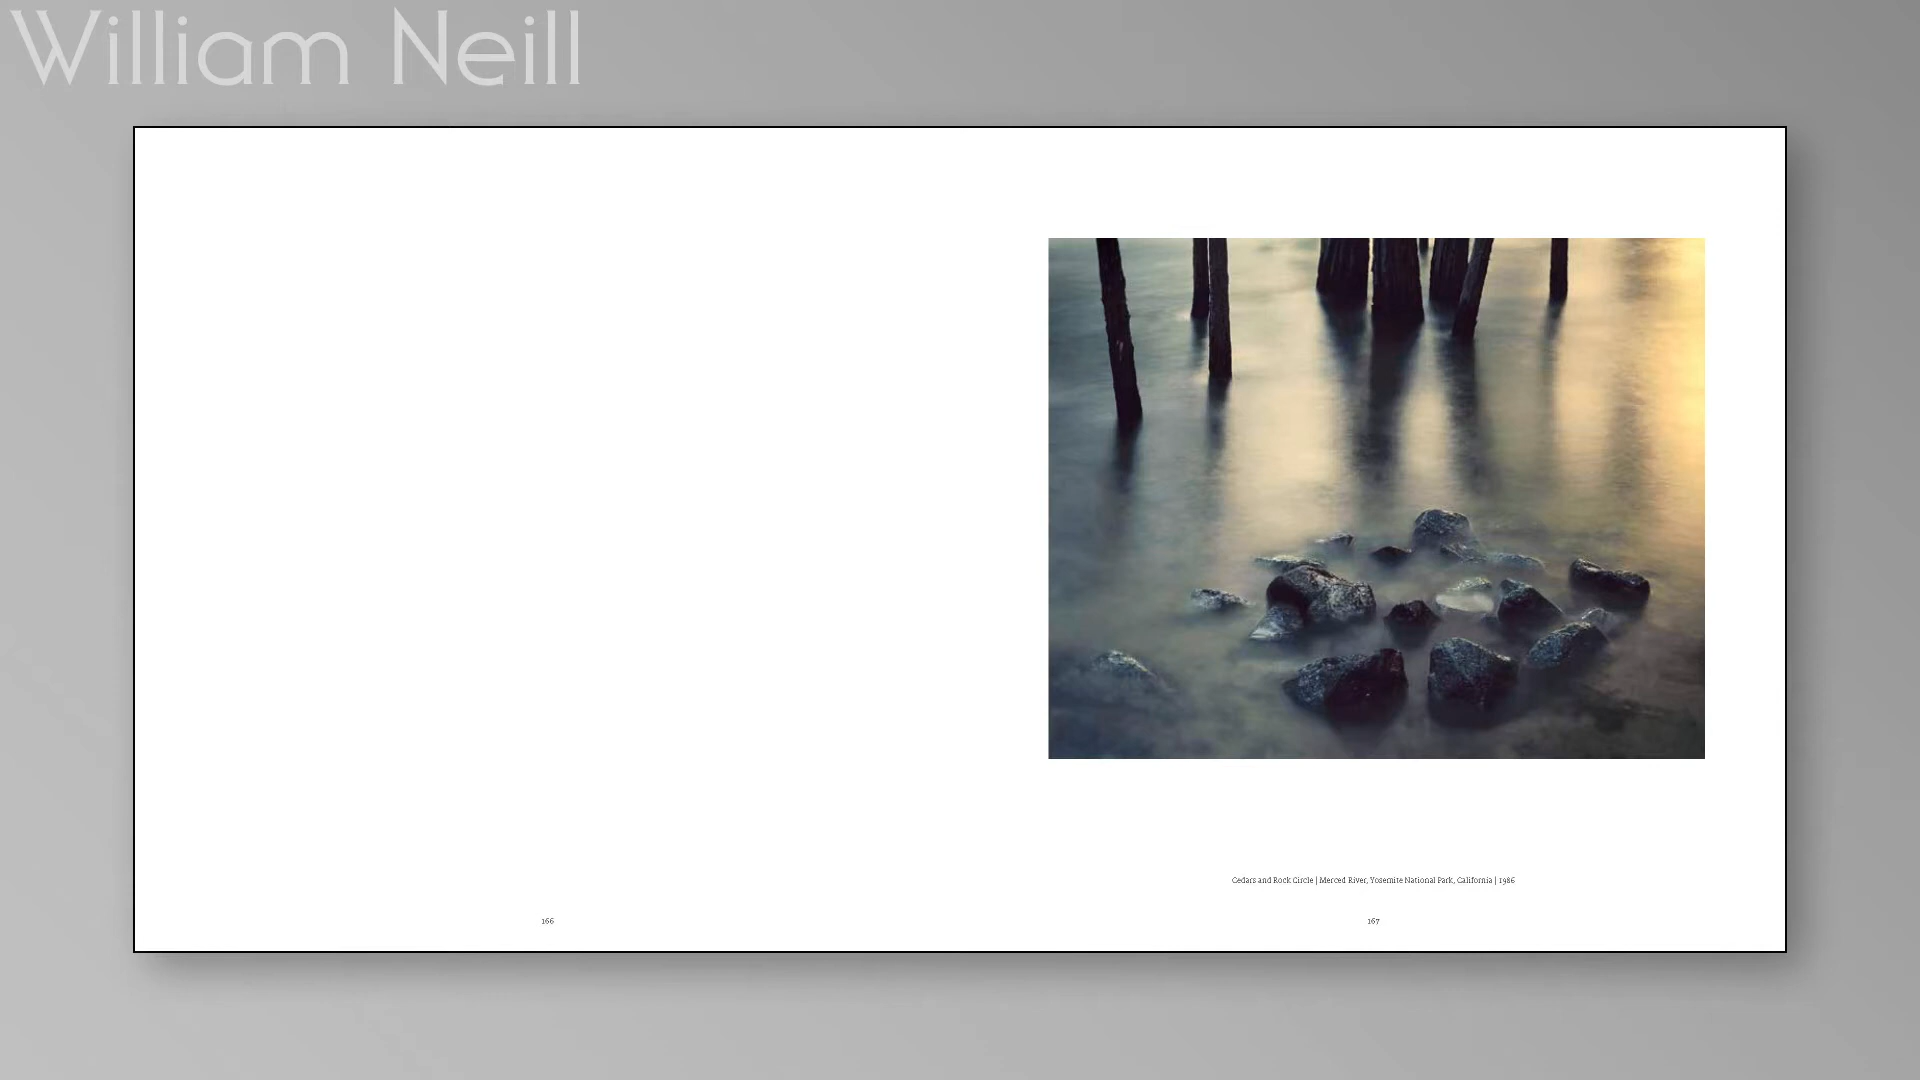 William Neill
Cedars and Rock Circle | Merced River, Yosemite National Park, California | 1986
166
167